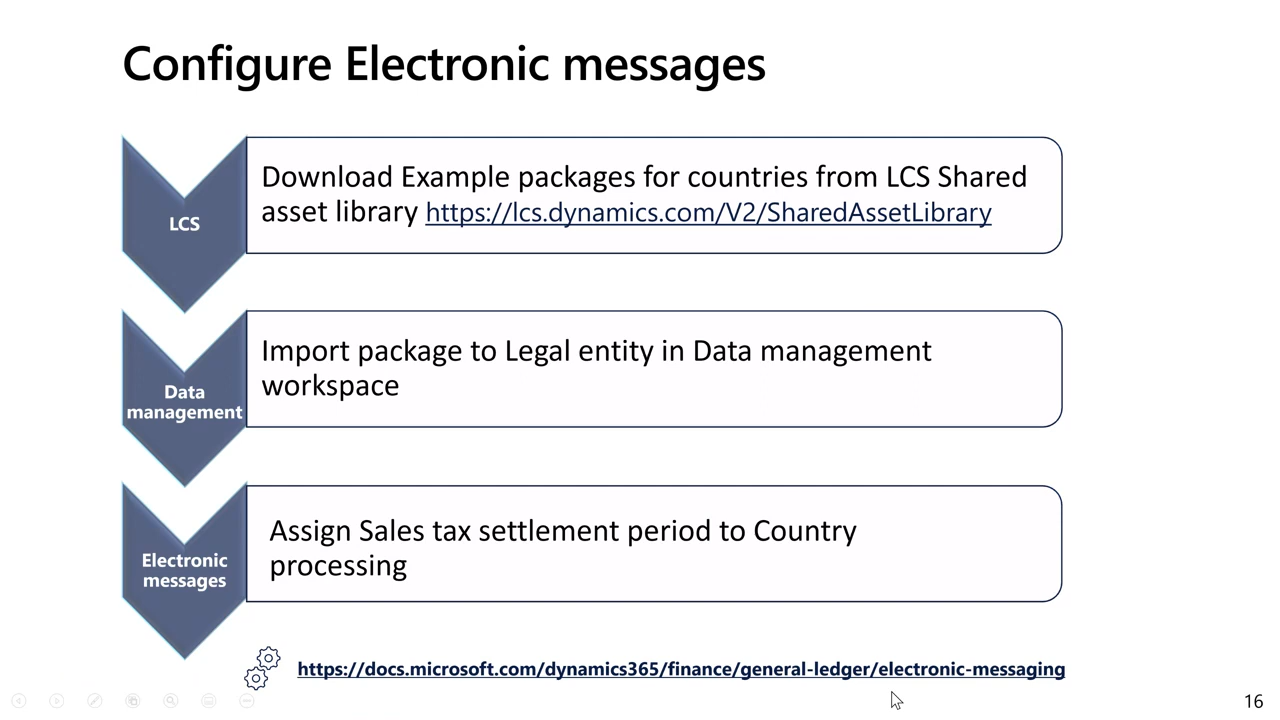 Configure Electronic messages
LCS
Download Example packages for countries from LCS Shared
asset library https://lcs.dynamics.com/V2/SharedAssetLibrary
Data
management
Import package to Legal entity in Data management
workspace
Electronic
messages
Assign Sales tax settlement period to Country
processing
https://docs.microsoft.com/dynamics365/finance/general-ledger/electronic-messaging
16